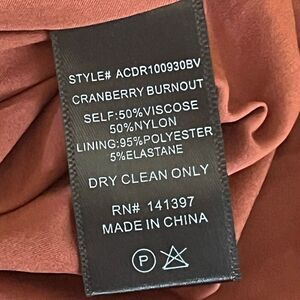 STYLE# ACDR100930BV
CRANBERRY BURNOUT
SELF:50%VISCOSE
50%NYLON
LINING:95%POLYESTER
5%ELASTANE
DRY CLEAN ONLY
RN# 141397
MADE IN CHINA
P